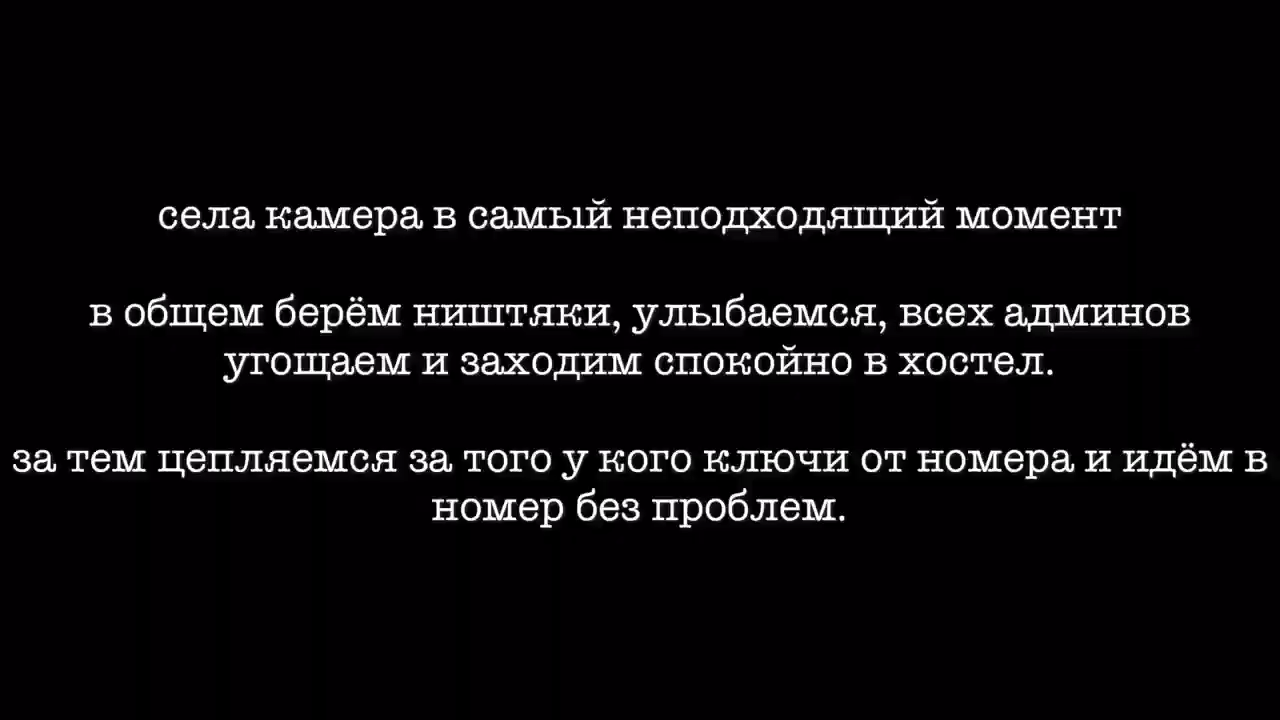 села камера в самый неподходящий момент
в общем берём ништяки, улыбаемся, всех админов
угощаем и заходим спокойно в хостел.
за тем цепляемся за того у кого ключи от номера и идём в
номер без проблем.